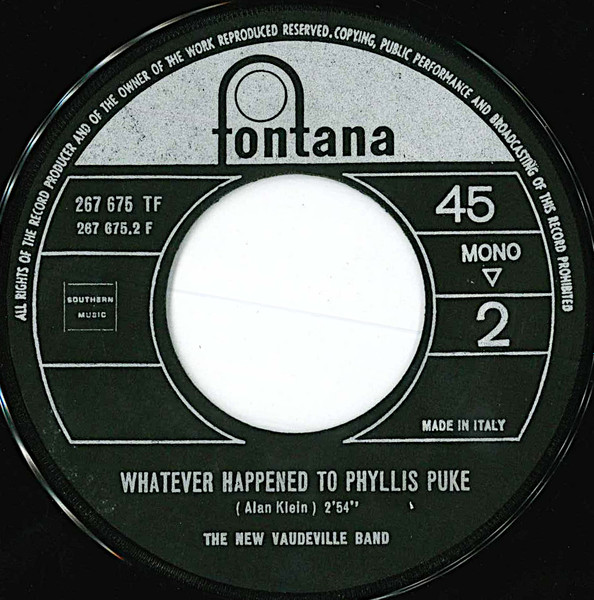 ALL RIGHTS OF THE RECORD PRODUCER AND OF THE OWNER OF THE WORK REPRODUCED RESERVED. COPYING, PUBLIC PERFORMANCE AND BROADCASTING OF THIS RECORD PROHIBITED
fontana
267 675 TF
267 675.2 F
45
MONO
2
SOUTHERN
MUSIC
MADE IN ITALY
WHATEVER HAPPENED TO PHYLLIS PUKE
(Alan Klein) 2'54"
THE NEW VAUDEVILLE BAND